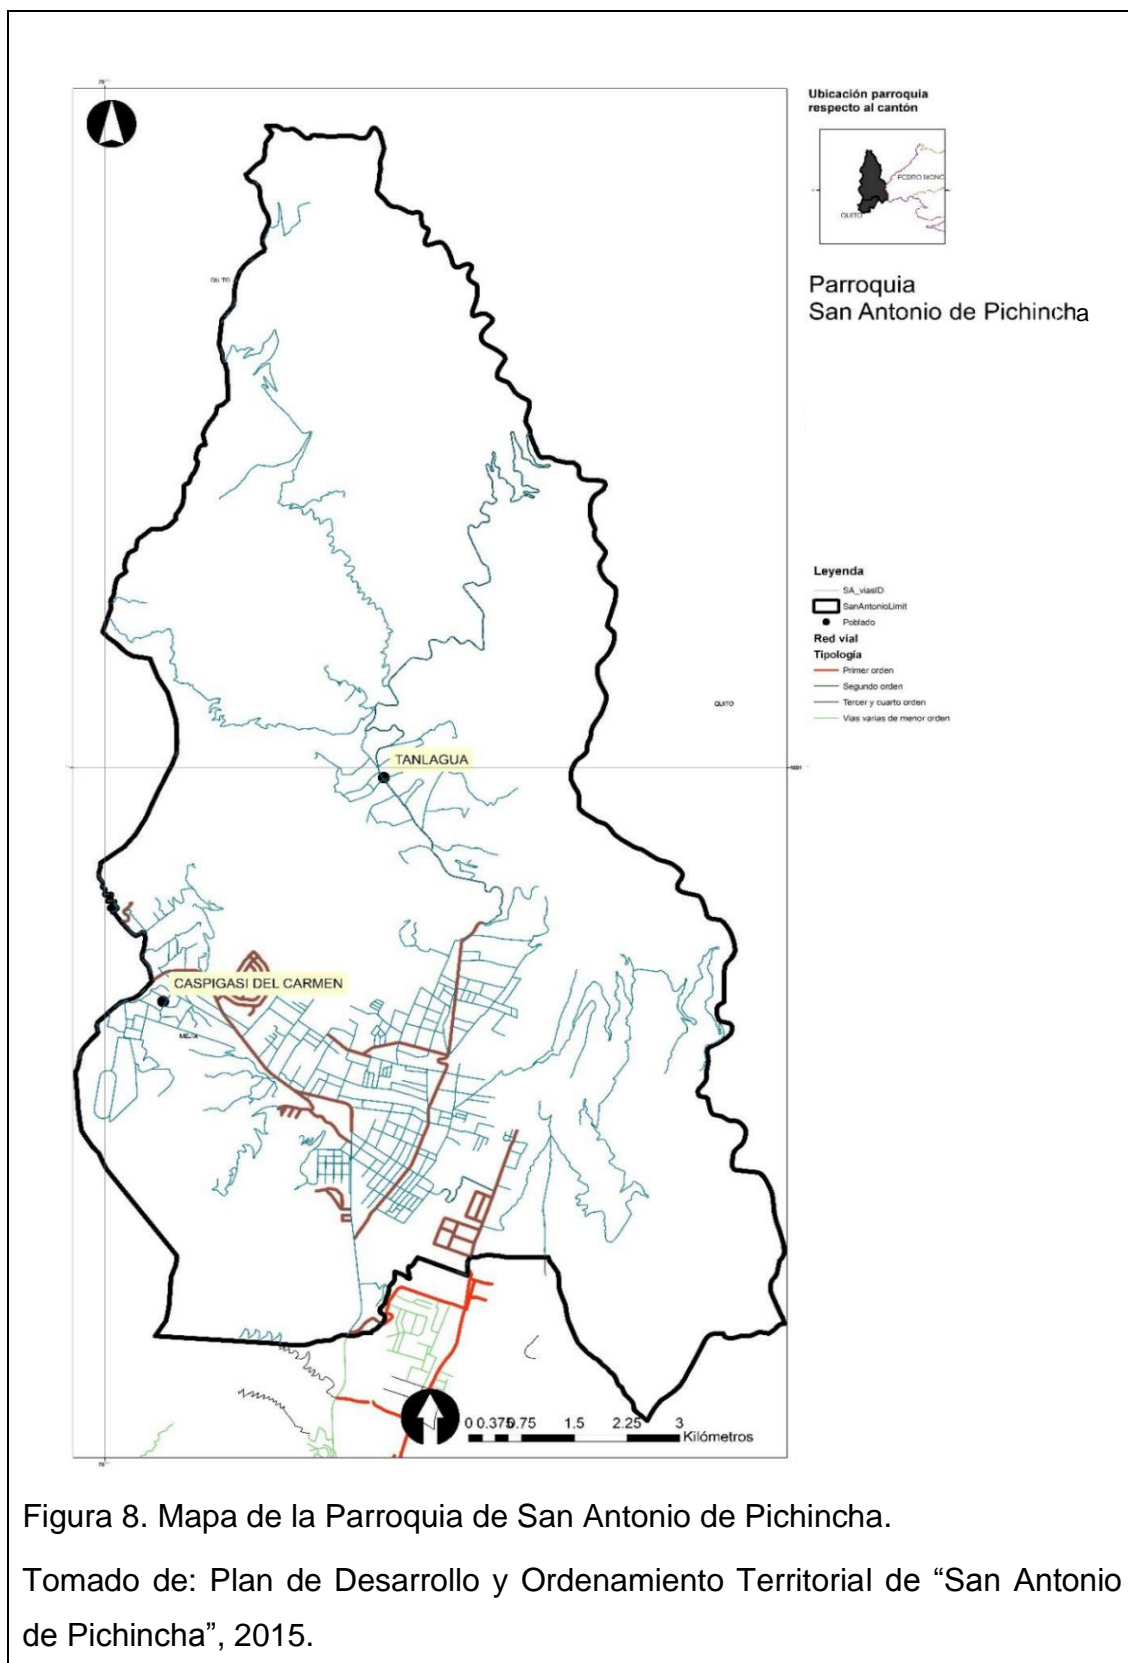 Ubicación parroquia
respecto al cantón
PEDRO MONC
QUITO
Parroquia
San Antonio de Pichincha
QUITO
Leyenda
SA_viasID
SanAntonioLimit
Poblado
Red vial
Tipología
Primer orden
Segundo orden
Tercer y cuarto orden
Vias varias de menor orden
QUITO
TANLAGUA
CASPIGASI DEL CARMEN
MEJIA
0 0.375 0.75 1.5 2.25 3
Kilómetros
Figura 8. Mapa de la Parroquia de San Antonio de Pichincha.
Tomado de: Plan de Desarrollo y Ordenamiento Territorial de “San Antonio
de Pichincha”, 2015.